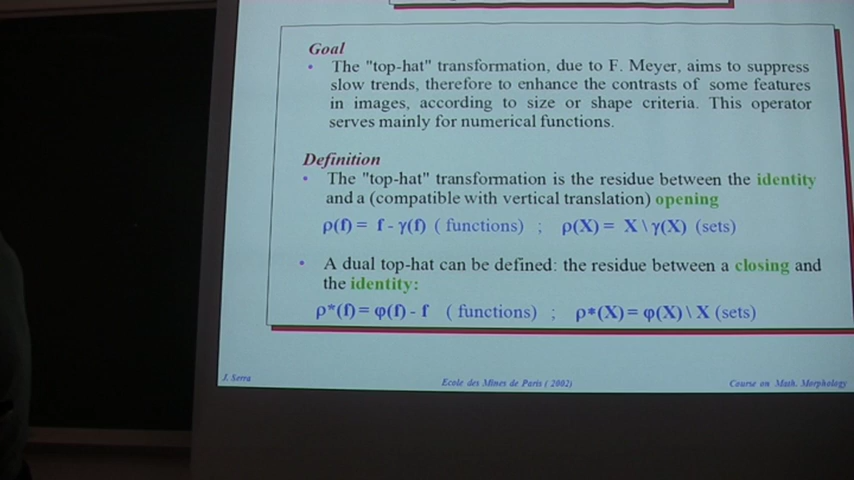 Goal
• The "top-hat" transformation, due to F. Meyer, aims to suppress
slow trends, therefore to enhance the contrasts of some features
in images, according to size or shape criteria. This operator
serves mainly for numerical functions.
Definition
• The "top-hat" transformation is the residue between the identity
and a (compatible with vertical translation) opening
ρ(f) = f - γ(f) ( functions) ; ρ(X) = X \ γ(X) (sets)
• A dual top-hat can be defined: the residue between a closing and
the identity:
ρ*(f) = φ(f) - f ( functions) ; ρ*(X) = φ(X) \ X (sets)
J. Serra Ecole des Mines de Paris ( 2002) Course on Math. Morphology